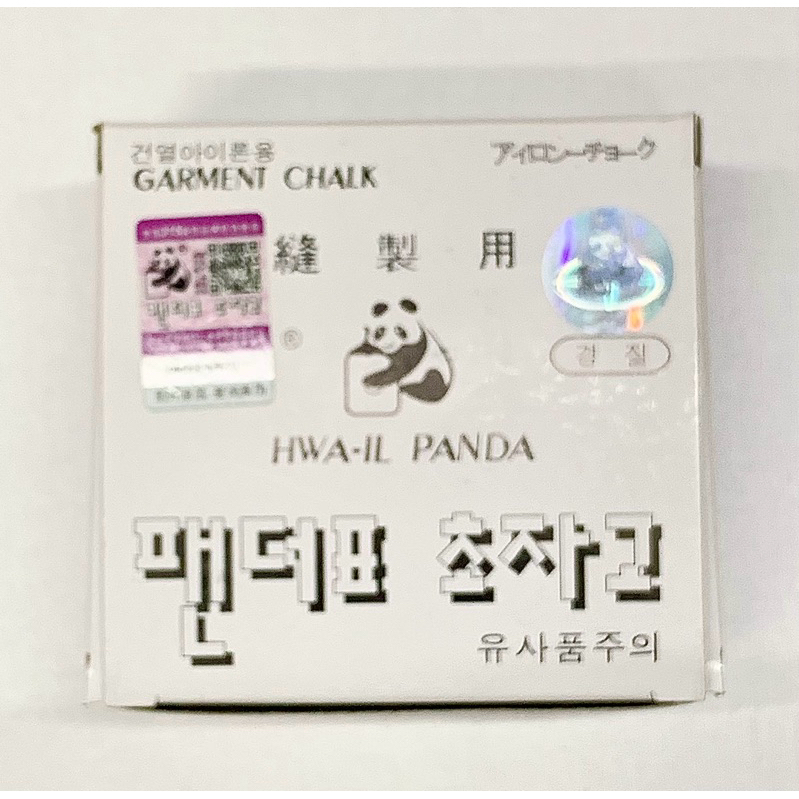 건열아이론용
アイロンーチョーク
GARMENT CHALK
縫 製 用
®
경 질
HWA-IL PANDA
팬더표 초자고
유사품주의